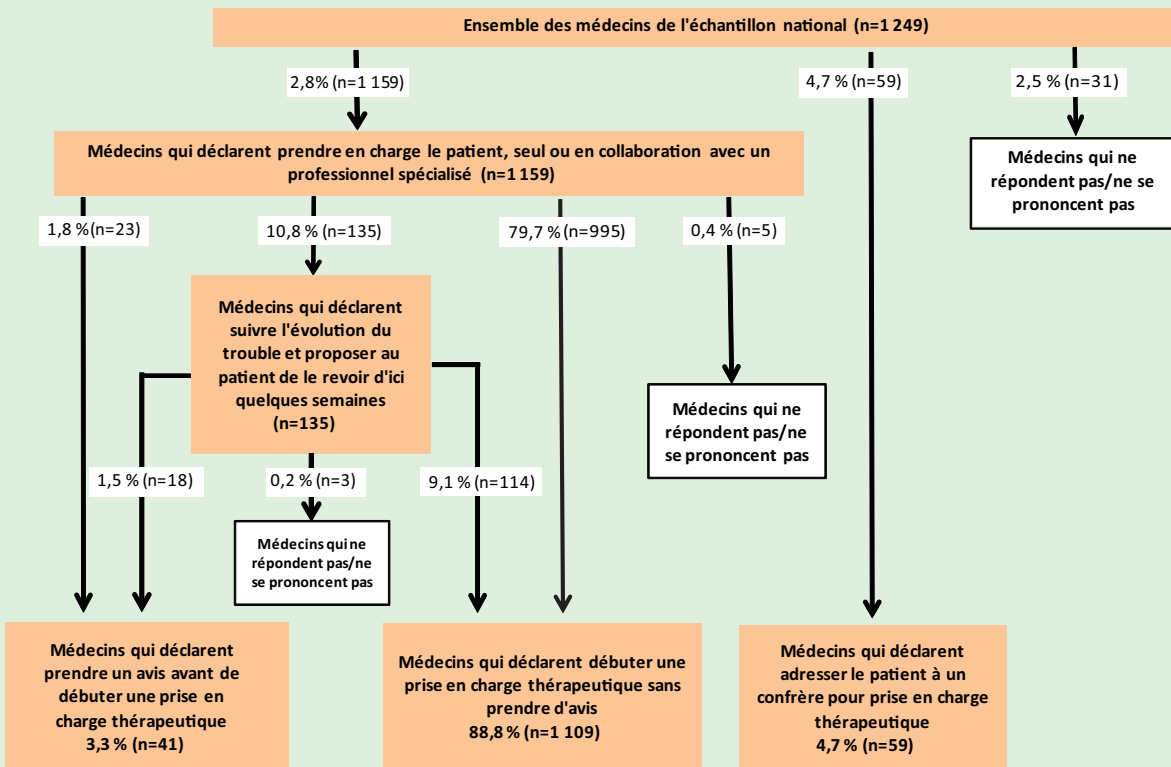 Ensemble des médecins de l'échantillon national (n=1 249)
2,8% (n=1 159)
4,7 % (n=59)
2,5 % (n=31)
Médecins qui déclarent prendre en charge le patient, seul ou en collaboration avec un
professionnel spécialisé (n=1 159)
Médecins qui ne
répondent pas/ne se
prononcent pas
1,8 % (n=23)
10,8 % (n=135)
79,7 % (n=995)
0,4 % (n=5)
Médecins qui déclarent
suivre l'évolution du
trouble et proposer au
patient de le revoir d'ici
quelques semaines
(n=135)
Médecins qui ne
répondent pas/ne
se prononcent pas
1,5 % (n=18)
0,2 % (n=3)
9,1 % (n=114)
Médecins qui ne
répondent pas/ne
se prononcent pas
Médecins qui déclarent
prendre un avis avant de
débuter une prise en
charge thérapeutique
3,3 % (n=41)
Médecins qui déclarent débuter une
prise en charge thérapeutique sans
prendre d'avis
88,8 % (n=1 109)
Médecins qui déclarent
adresser le patient à un
confrère pour prise en charge
thérapeutique
4,7 % (n=59)